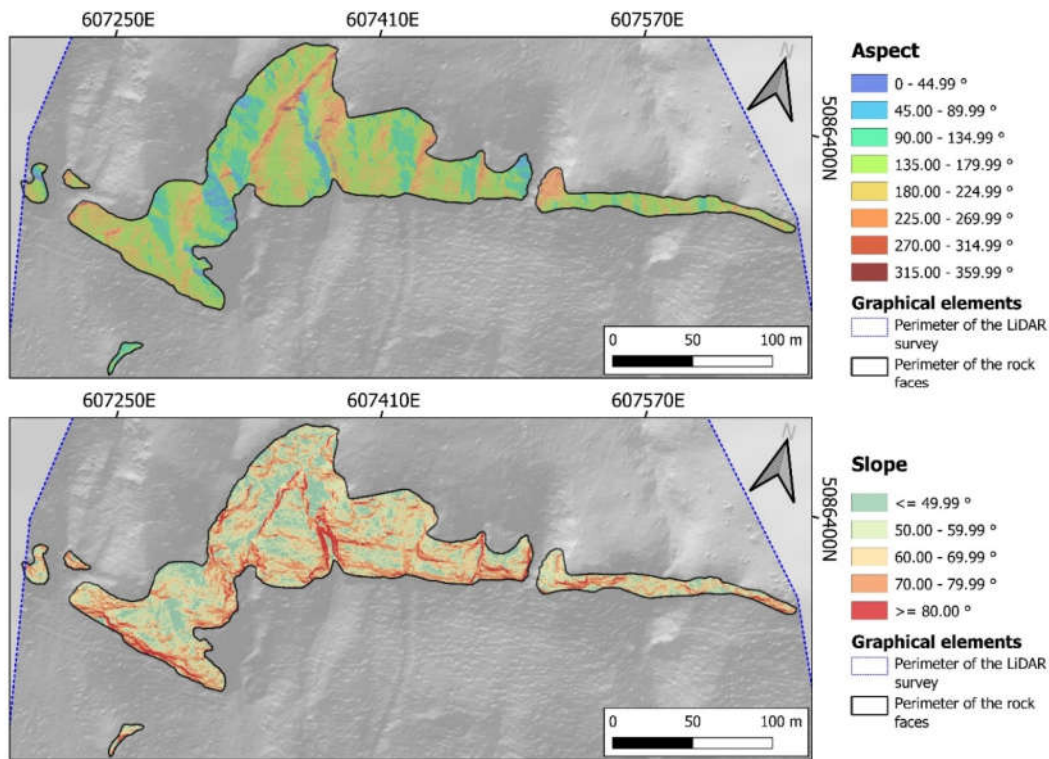 607250E 607410E 607570E
N
5086400N
Aspect
0 - 44.99 °
45.00 - 89.99 °
90.00 - 134.99 °
135.00 - 179.99 °
180.00 - 224.99 °
225.00 - 269.99 °
270.00 - 314.99 °
315.00 - 359.99 °
Graphical elements
Perimeter of the LiDAR
survey
Perimeter of the rock
faces
0 50 100 m
607250E 607410E 607570E
N
5086400N
Slope
<= 49.99 °
50.00 - 59.99 °
60.00 - 69.99 °
70.00 - 79.99 °
>= 80.00 °
Graphical elements
Perimeter of the LiDAR
survey
Perimeter of the rock
faces
0 50 100 m